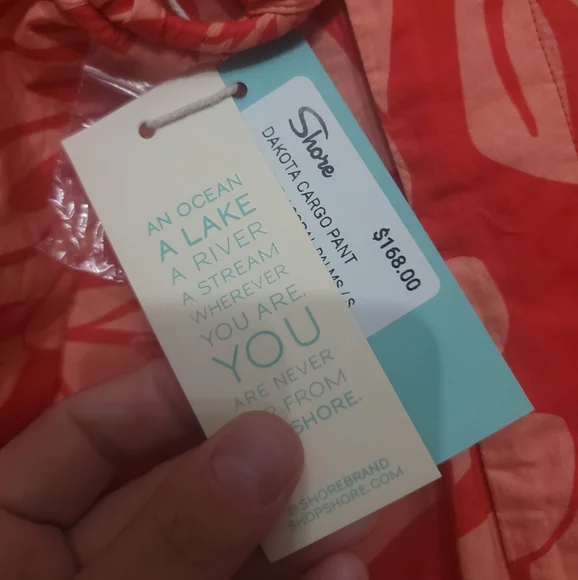 Shore
DAKOTA CARGO PANT
PALMS / S
$168.00
AN OCEAN
A LAKE
A RIVER
A STREAM
WHEREVER
YOU ARE,
YOU
ARE NEVER
FROM
SHORE.
@SHOREBRAND
SHOPSHORE.COM